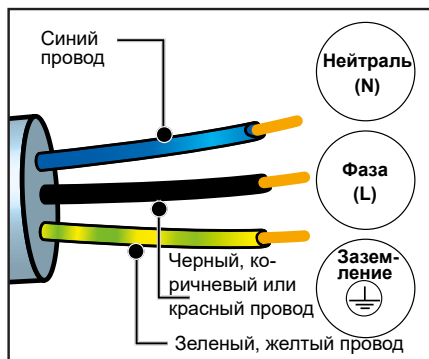 Синий
провод
Нейтраль
(N)
Фаза
(L)
Черный, ко-
ричневый или
красный провод
Зазем-
ление
Зеленый, желтый провод